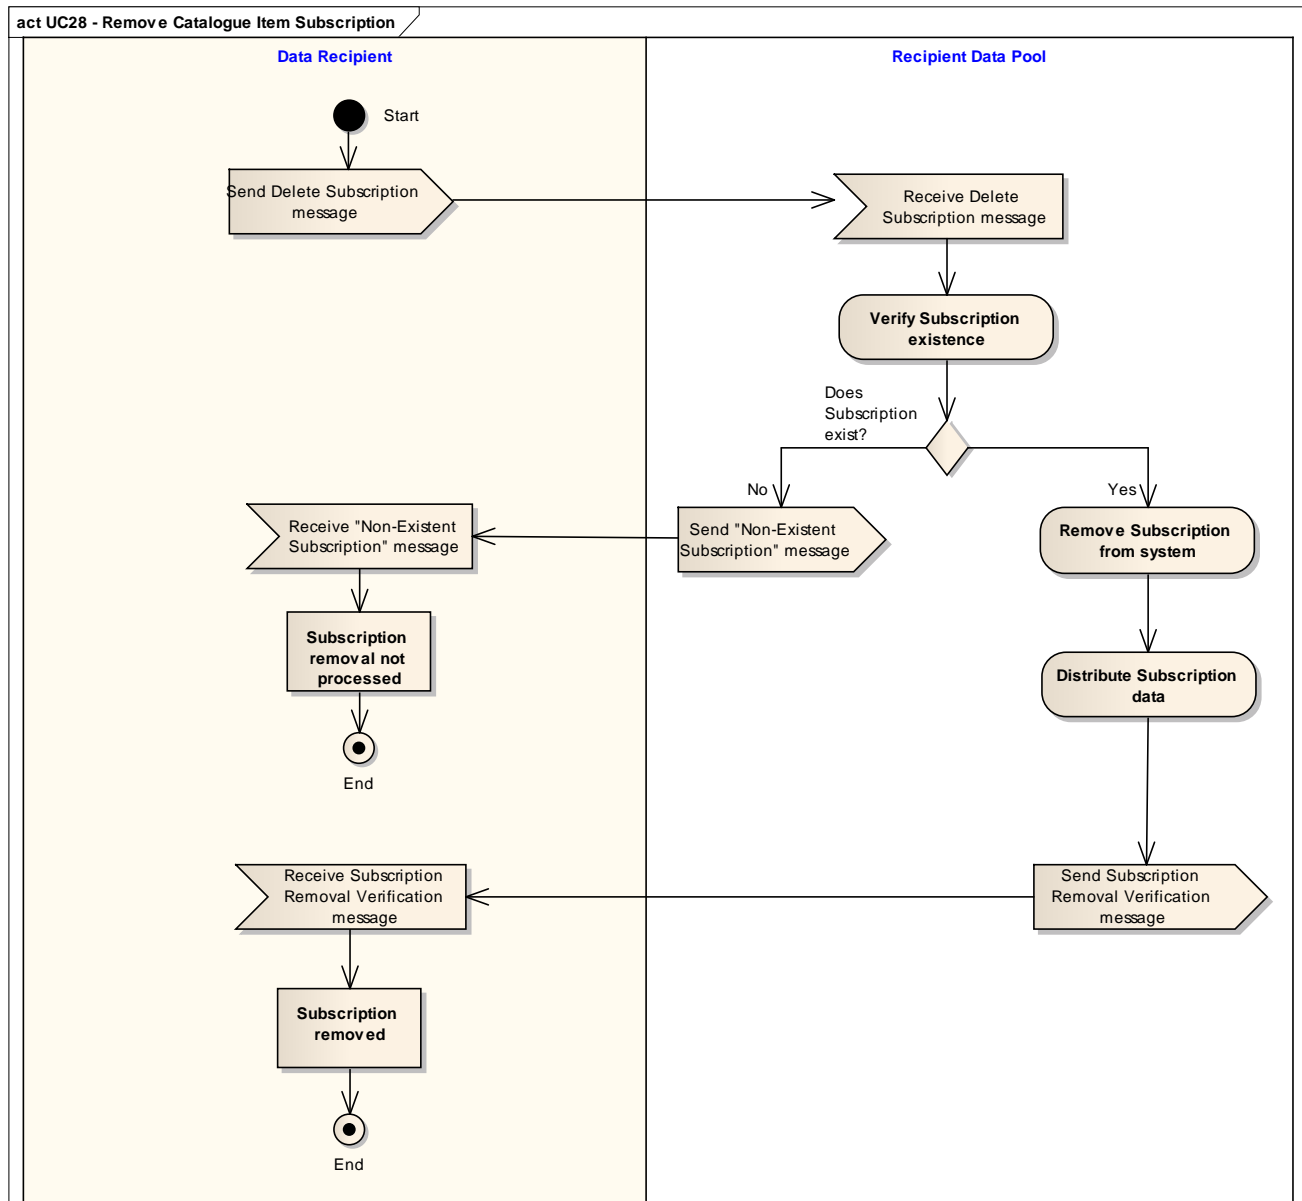 act UC28 - Remove Catalogue Item Subscription
Data Recipient
Recipient Data Pool
Start
Send Delete Subscription
message
Receive Delete
Subscription message
Verify Subscription
existence
Does
Subscription
exist?
No
Yes
Receive "Non-Existent
Subscription" message
Send "Non-Existent
Subscription" message
Remove Subscription
from system
Subscription
removal not
processed
Distribute Subscription
data
End
Receive Subscription
Removal Verification
message
Send Subscription
Removal Verification
message
Subscription
removed
End